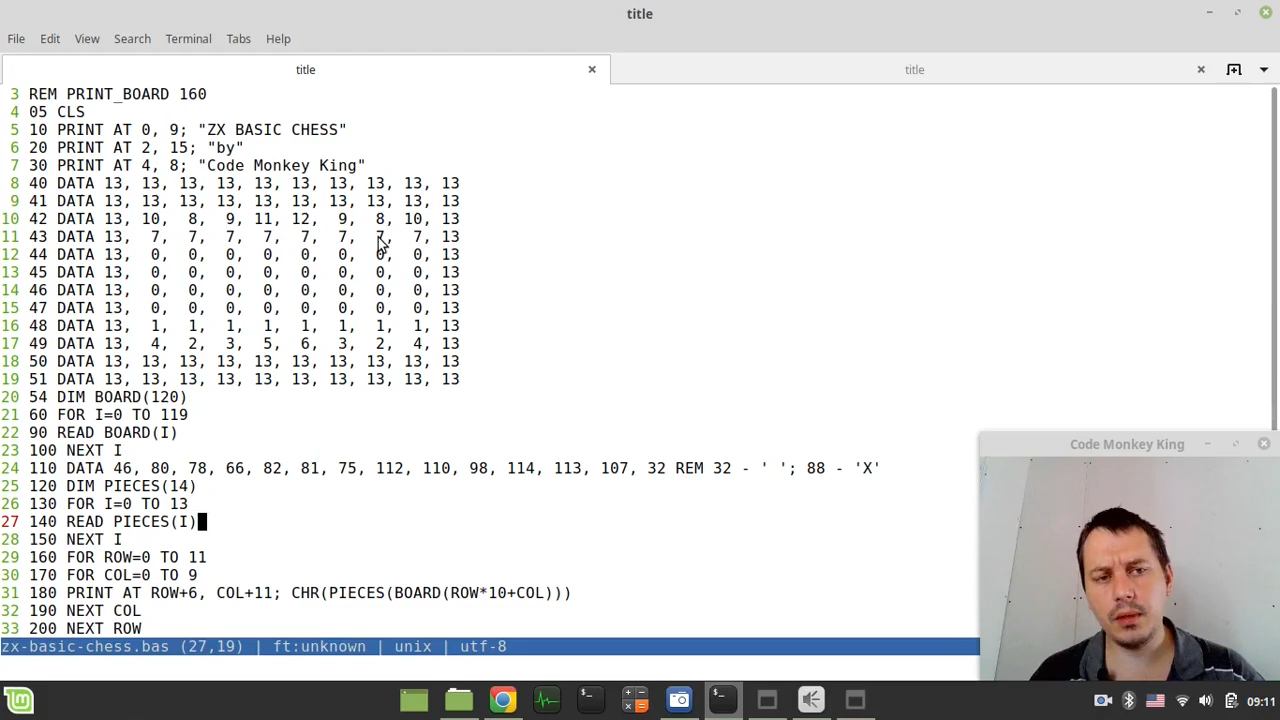 title
File Edit View Search Terminal Tabs Help
title title
3 REM PRINT_BOARD 160
4 05 CLS
5 10 PRINT AT 0, 9; "ZX BASIC CHESS"
6 20 PRINT AT 2, 15; "by"
7 30 PRINT AT 4, 8; "Code Monkey King"
8 40 DATA 13, 13, 13, 13, 13, 13, 13, 13, 13, 13
9 41 DATA 13, 13, 13, 13, 13, 13, 13, 13, 13, 13
10 42 DATA 13, 10, 8, 9, 11, 12, 9, 8, 10, 13
11 43 DATA 13, 7, 7, 7, 7, 7, 7, 7, 7, 13
12 44 DATA 13, 0, 0, 0, 0, 0, 0, 0, 0, 13
13 45 DATA 13, 0, 0, 0, 0, 0, 0, 0, 0, 13
14 46 DATA 13, 0, 0, 0, 0, 0, 0, 0, 0, 13
15 47 DATA 13, 0, 0, 0, 0, 0, 0, 0, 0, 13
16 48 DATA 13, 1, 1, 1, 1, 1, 1, 1, 1, 13
17 49 DATA 13, 4, 2, 3, 5, 6, 3, 2, 4, 13
18 50 DATA 13, 13, 13, 13, 13, 13, 13, 13, 13, 13
19 51 DATA 13, 13, 13, 13, 13, 13, 13, 13, 13, 13
20 54 DIM BOARD(120)
21 60 FOR I=0 TO 119
22 90 READ BOARD(I)
23 100 NEXT I
24 110 DATA 46, 80, 78, 66, 82, 81, 75, 112, 110, 98, 114, 113, 107, 32 REM 32 - ' '; 88 - 'X'
25 120 DIM PIECES(14)
26 130 FOR I=0 TO 13
27 140 READ PIECES(I)
28 150 NEXT I
29 160 FOR ROW=0 TO 11
30 170 FOR COL=0 TO 9
31 180 PRINT AT ROW+6, COL+11; CHR(PIECES(BOARD(ROW*10+COL)))
32 190 NEXT COL
33 200 NEXT ROW
zx-basic-chess.bas (27,19) | ft:unknown | unix | utf-8
Code Monkey King
09:11